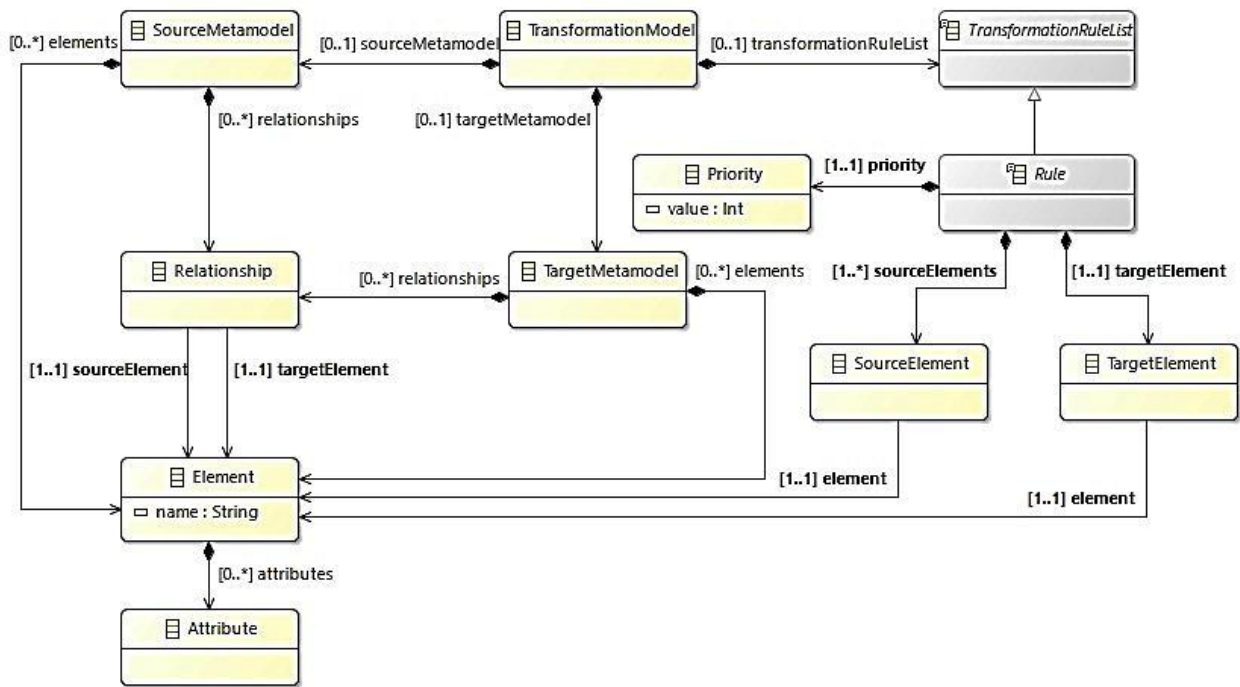 SourceMetamodel
TransformationModel
TransformationRuleList
[0..*] elements
[0..1] sourceMetamodel
[0..1] transformationRuleList
[0..*] relationships
[0..1] targetMetamodel
[1..1] priority
Priority
value : Int
Rule
Relationship
[0..*] relationships
TargetMetamodel
[0..*] elements
[1..*] sourceElements
[1..1] targetElement
[1..1] sourceElement
[1..1] targetElement
SourceElement
TargetElement
Element
name : String
[1..1] element
[1..1] element
[0..*] attributes
Attribute